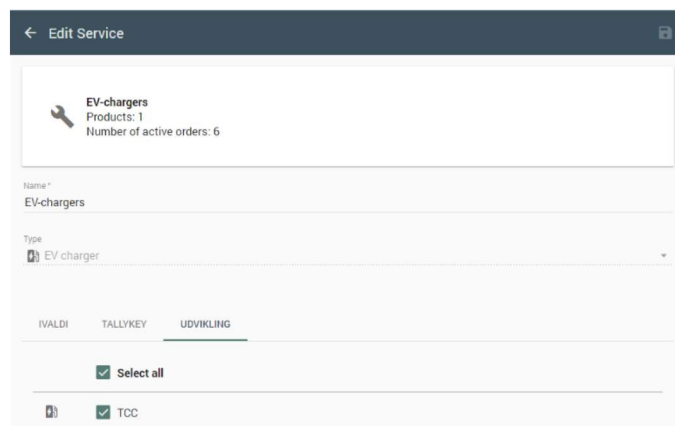 Edit Service
EV-chargers
Products: 1
Number of active orders: 6
Name *
EV-chargers
Type
EV charger
IVALDI TALLYKEY UDVIKLING
Select all
TCC